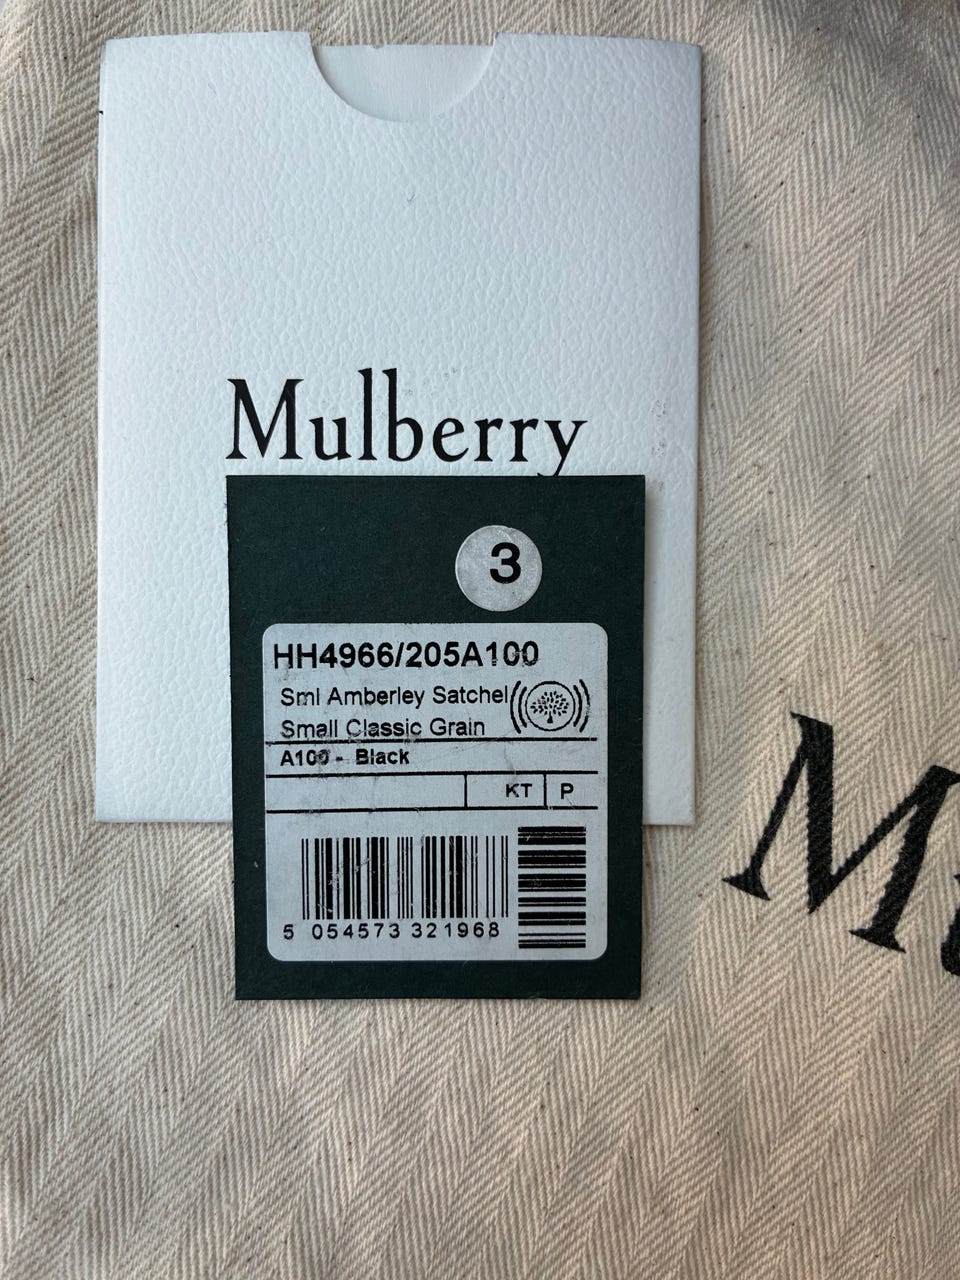 Mulberry
3
HH4966/205A100
Sml Amberley Satchel
Small Classic Grain
A100 - Black
KT P
5 054573 321968
M